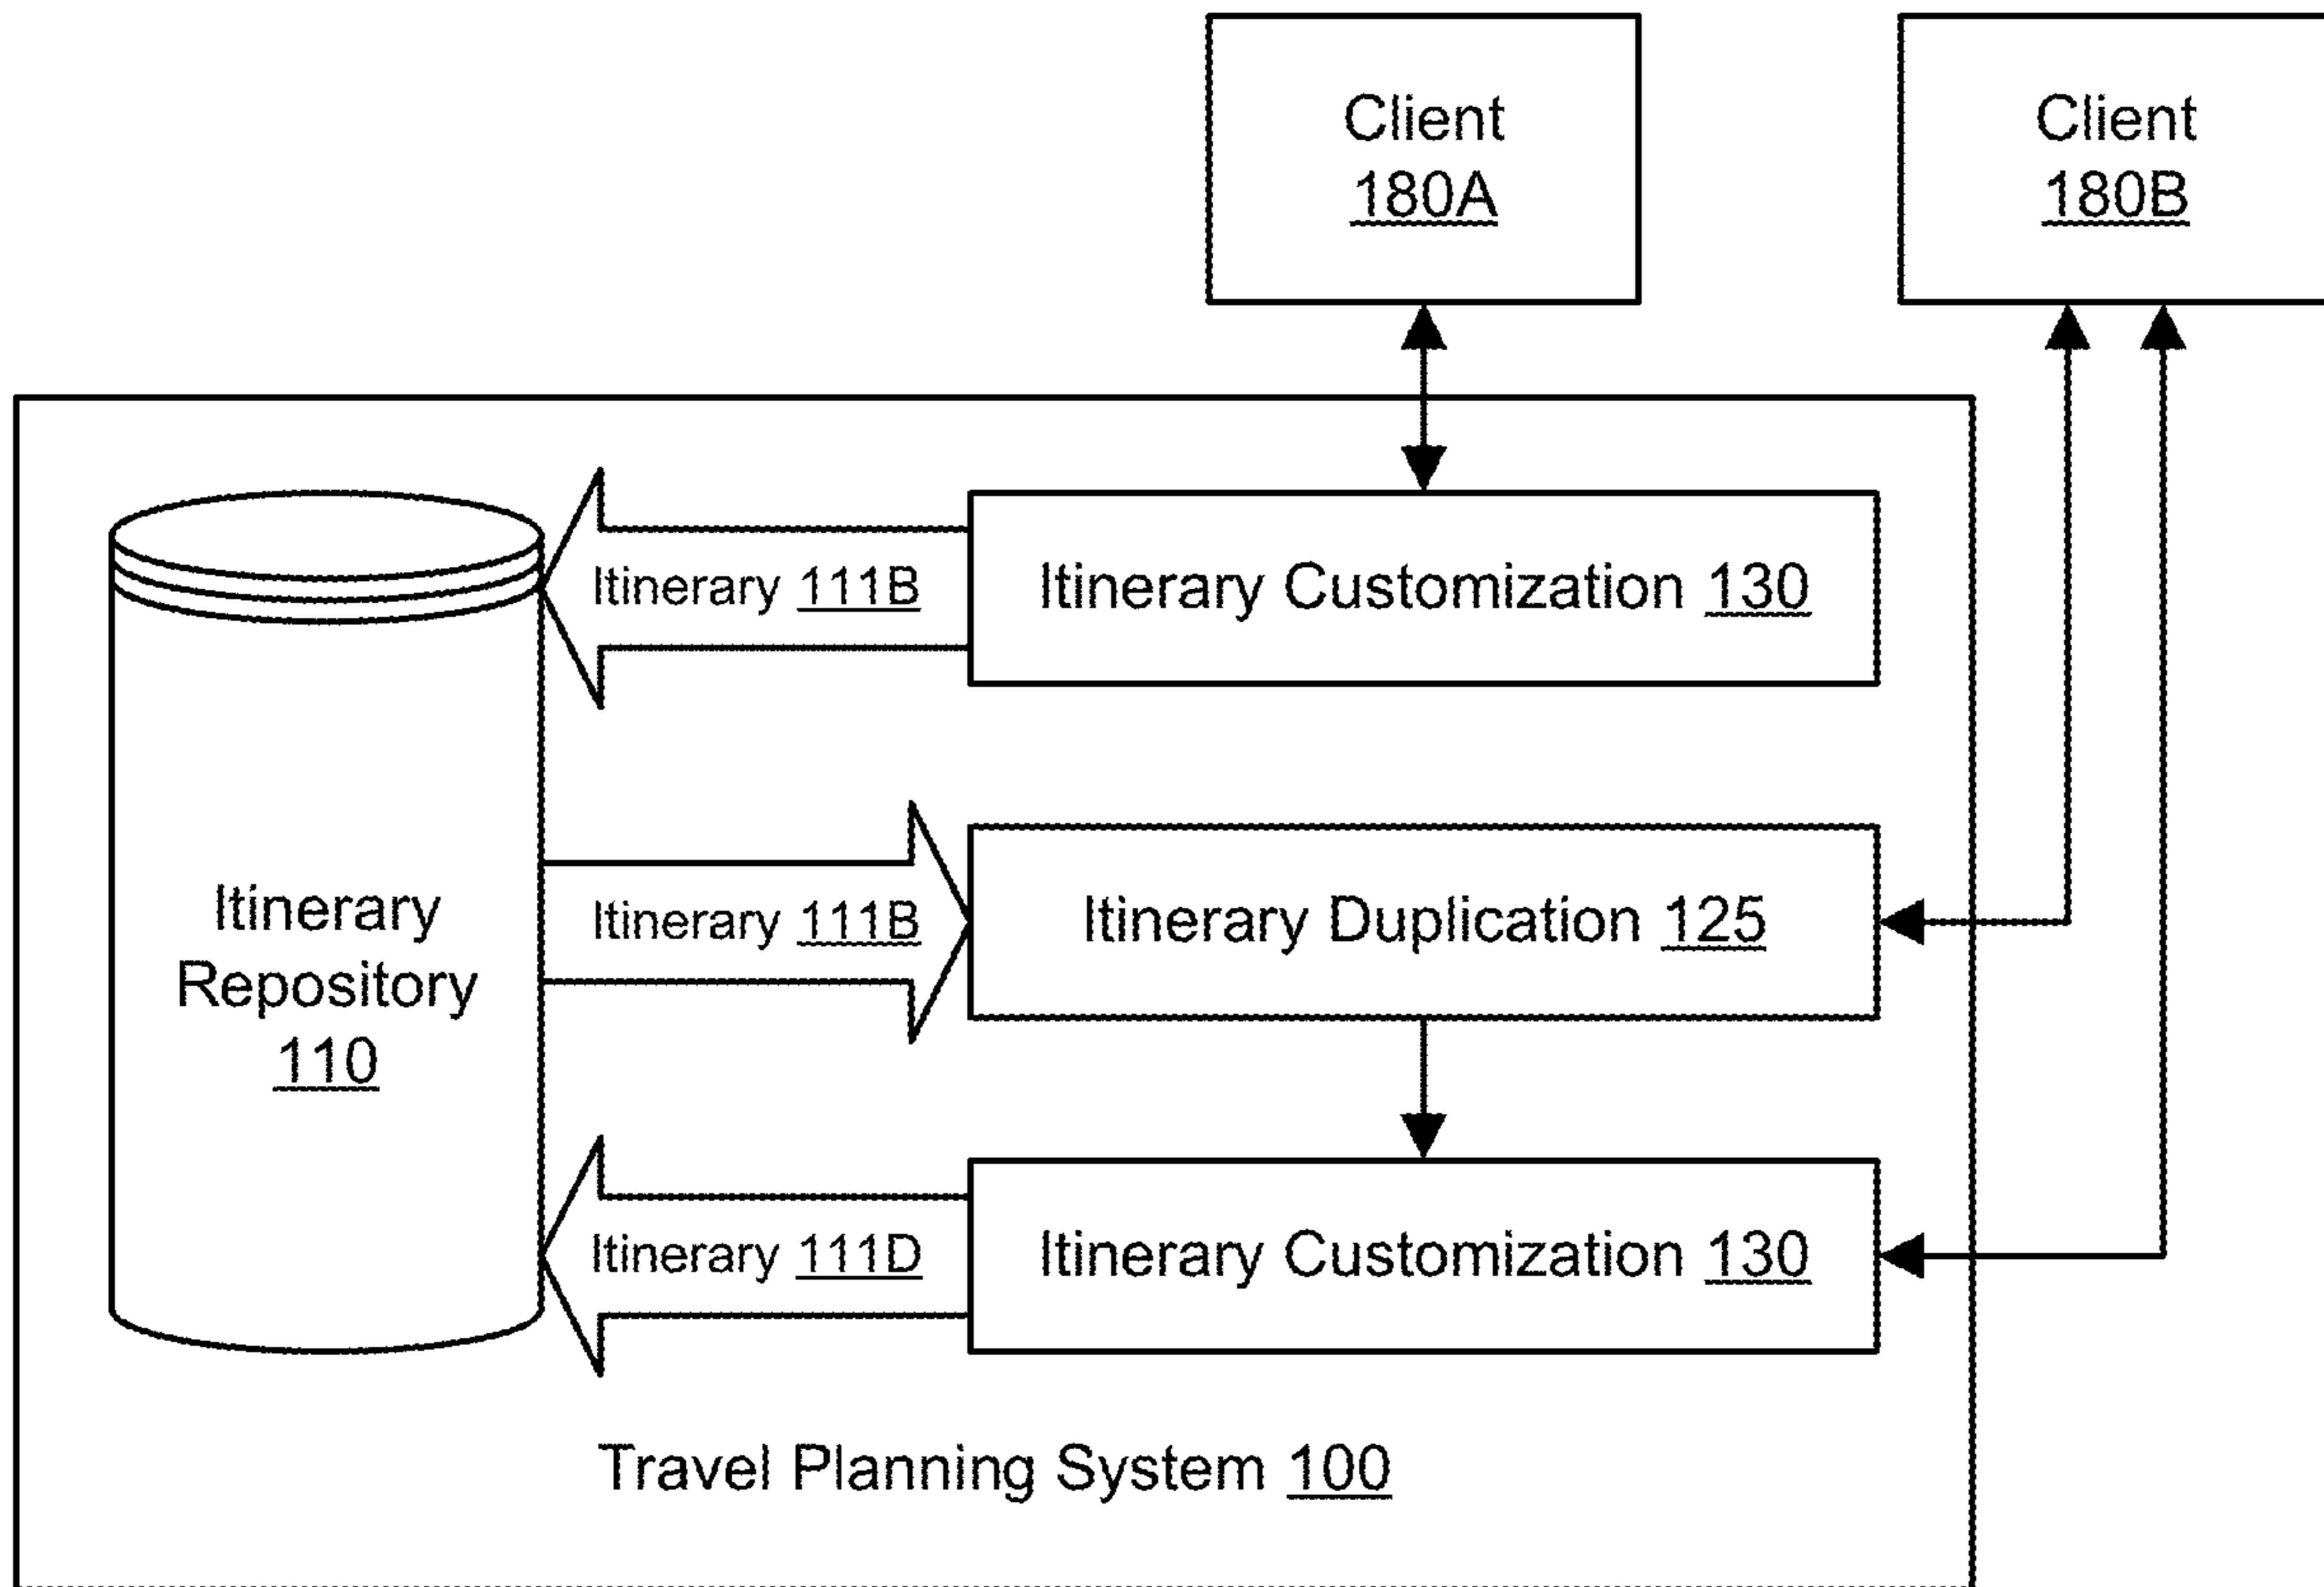 Client
180A
Client
180B
Itinerary 111B
Itinerary Customization 130
Itinerary
Repository
110
Itinerary 111B
Itinerary Duplication 125
Itinerary 111D
Itinerary Customization 130
Travel Planning System 100